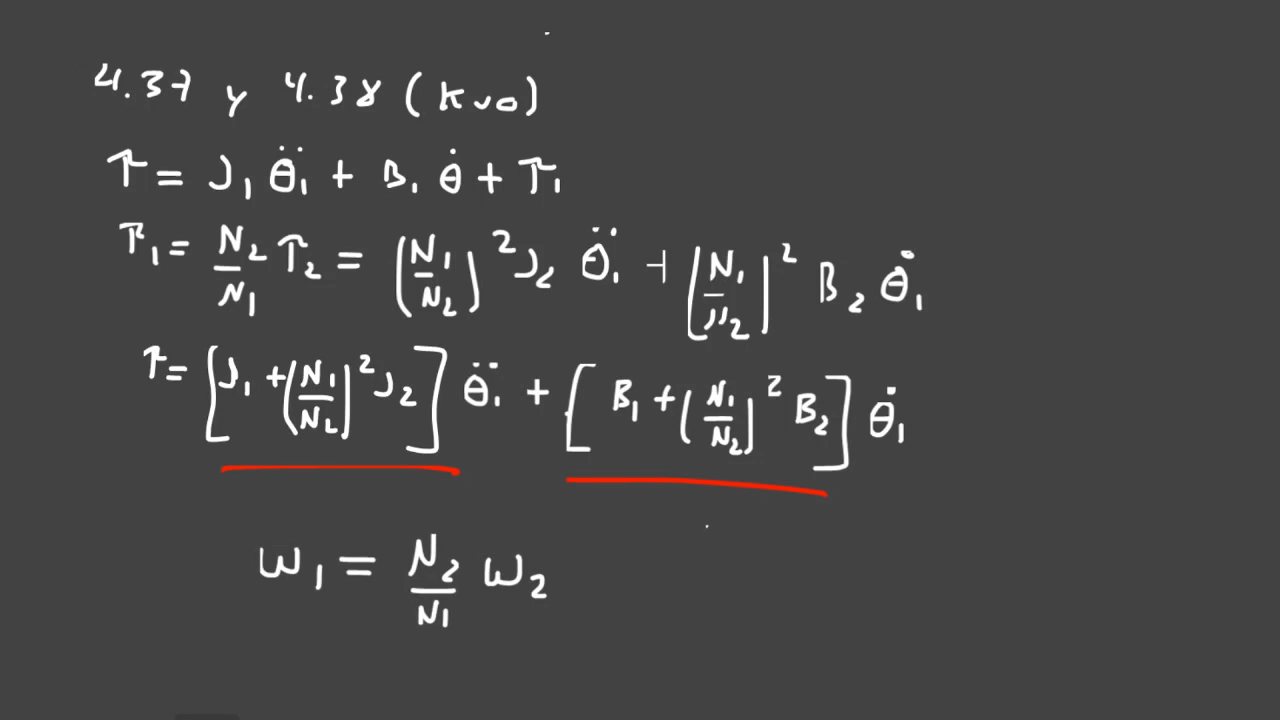 4.37 y 4.38 (Kuo)
T = J₁ θ̈₁ + B₁ θ̇ + T₁
T₁ = N₂/N₁ T₂ = (N₁/N₂)² J₂ θ̈₁ + (N₁/N₂)² B₂ θ̇₁
T = [J₁ + (N₁/N₂)² J₂] θ̈₁ + [B₁ + (N₁/N₂)² B₂] θ̇₁
ω₁ = N₂/N₁ ω₂